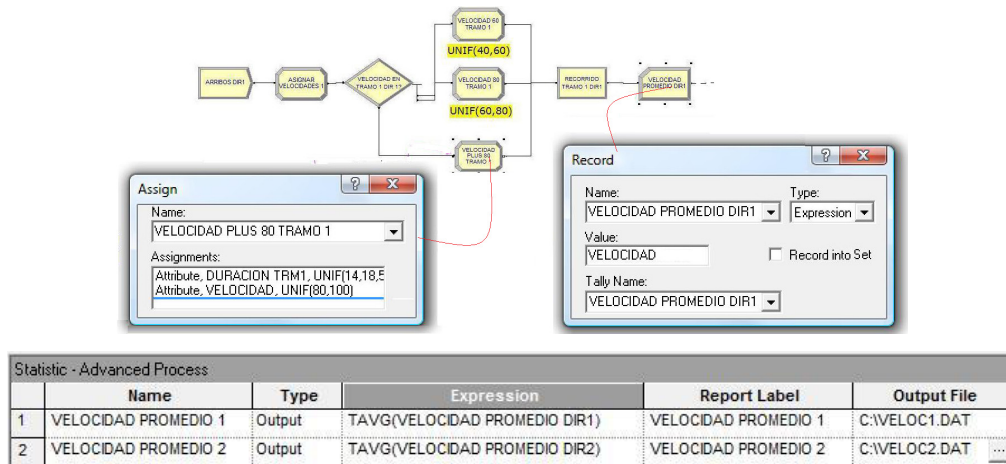 VELOCIDAD 60
TRAMO 1
UNIF(40,60)
ARRIBOS DIR1
ASIGNAR
VELOCIDADES 1
VELOCIDAD EN
TRAMO 1 DIR 1?
VELOCIDAD 80
TRAMO 1
UNIF(60,80)
RECORRIDO
TRAMO 1 DIR1
VELOCIDAD
PROMEDIO DIR1
VELOCIDAD
PLUS 80
TRAMO 1
Assign
Name:
VELOCIDAD PLUS 80 TRAMO 1
Assignments:
Attribute, DURACION TRM1, UNIF(14,18,5
Attribute, VELOCIDAD, UNIF(80,100)
Record
Name:
Type:
VELOCIDAD PROMEDIO DIR1
Expression
Value:
VELOCIDAD
Record into Set
Tally Name:
VELOCIDAD PROMEDIO DIR1
Statistic - Advanced Process
Name Type Expression Report Label Output File
1 VELOCIDAD PROMEDIO 1 Output TAVG(VELOCIDAD PROMEDIO DIR1) VELOCIDAD PROMEDIO 1 C:\VELOC1.DAT
2 VELOCIDAD PROMEDIO 2 Output TAVG(VELOCIDAD PROMEDIO DIR2) VELOCIDAD PROMEDIO 2 C:\VELOC2.DAT ...